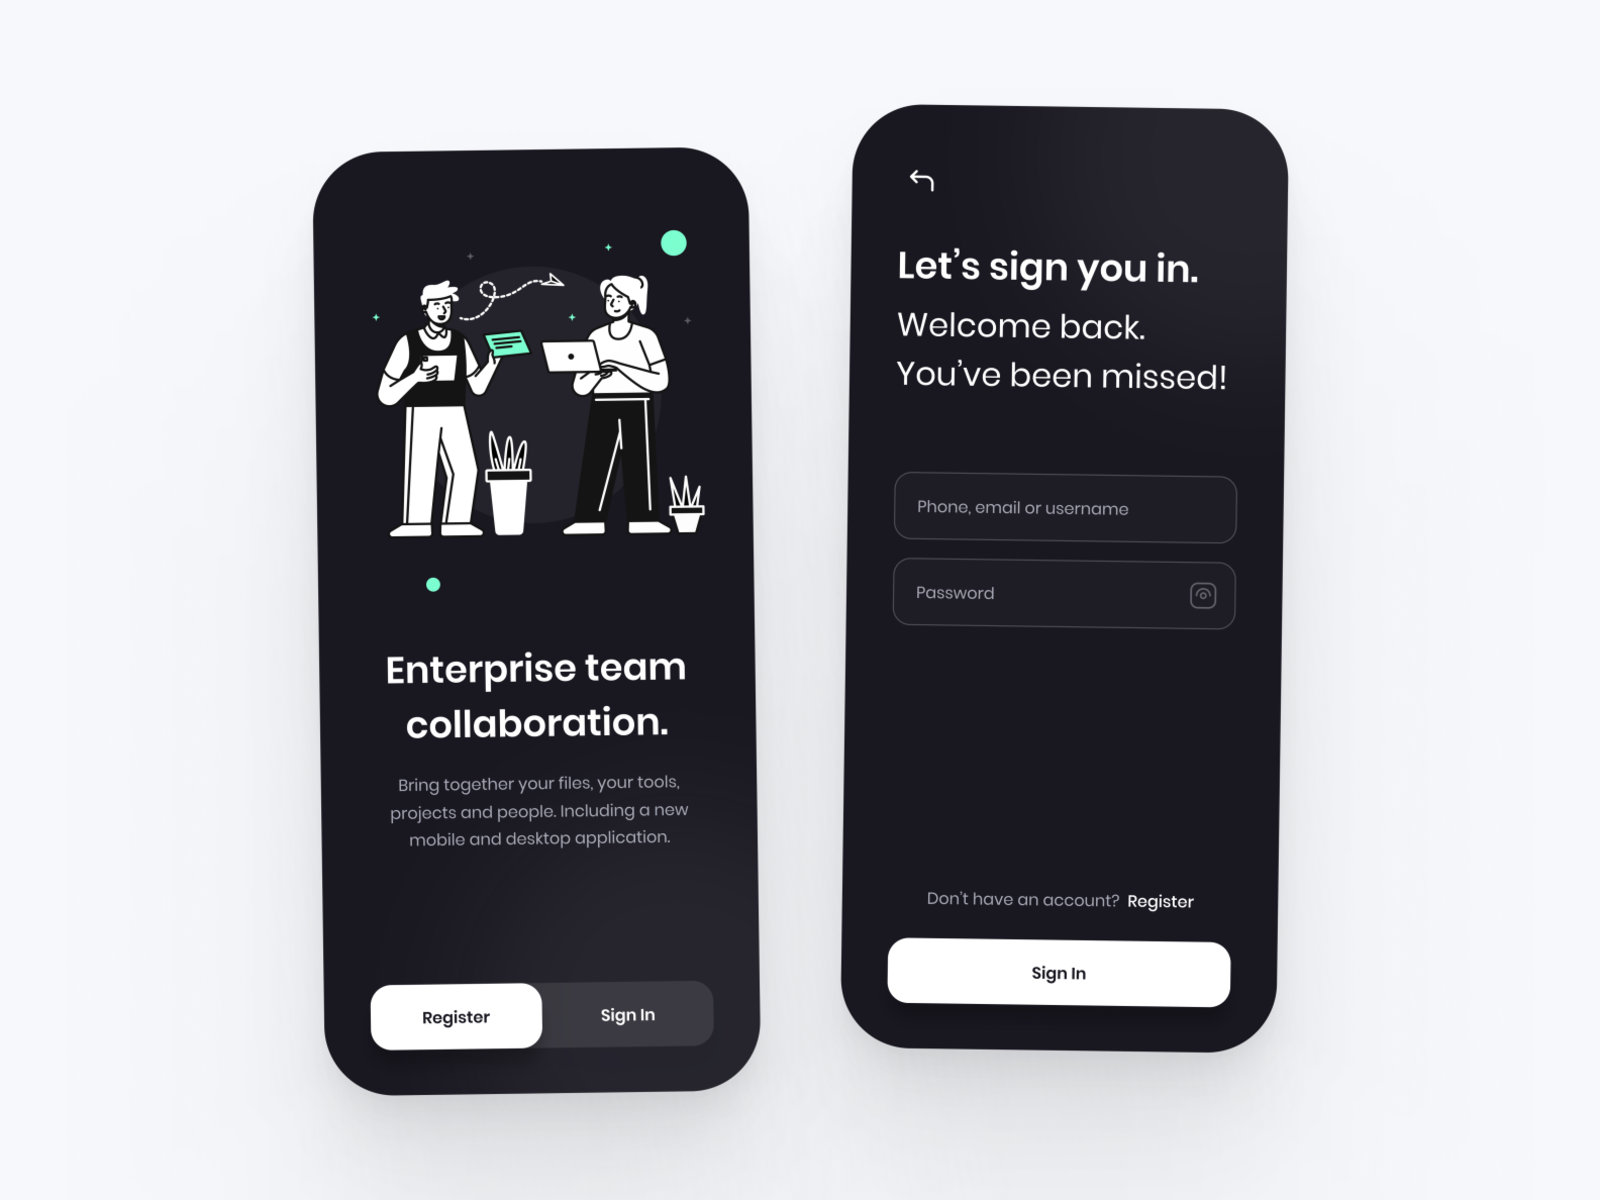 Enterprise team
collaboration.
Bring together your files, your tools,
projects and people. Including a new
mobile and desktop application.
Register
Sign In
Let’s sign you in.
Welcome back.
You’ve been missed!
Phone, email or username
Password
Don’t have an account? Register
Sign In